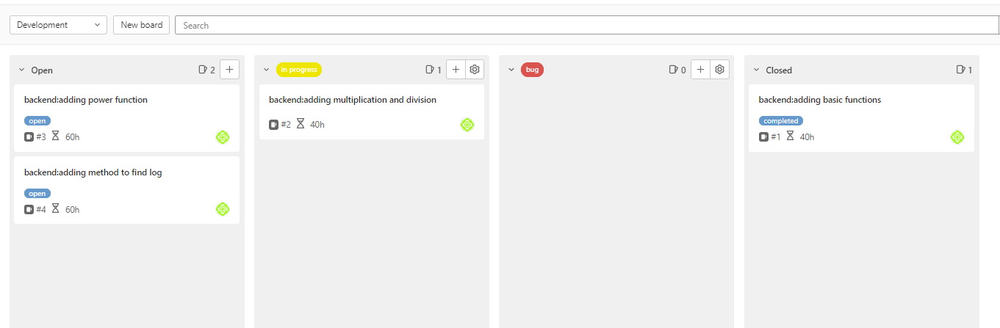 Development
New board
Search
Open
2
backend:adding power function
open
#3 60h
backend:adding method to find log
open
#4 60h
in progress
1
backend:adding multiplication and division
#2 40h
bug
0
Closed
1
backend:adding basic functions
completed
#1 40h